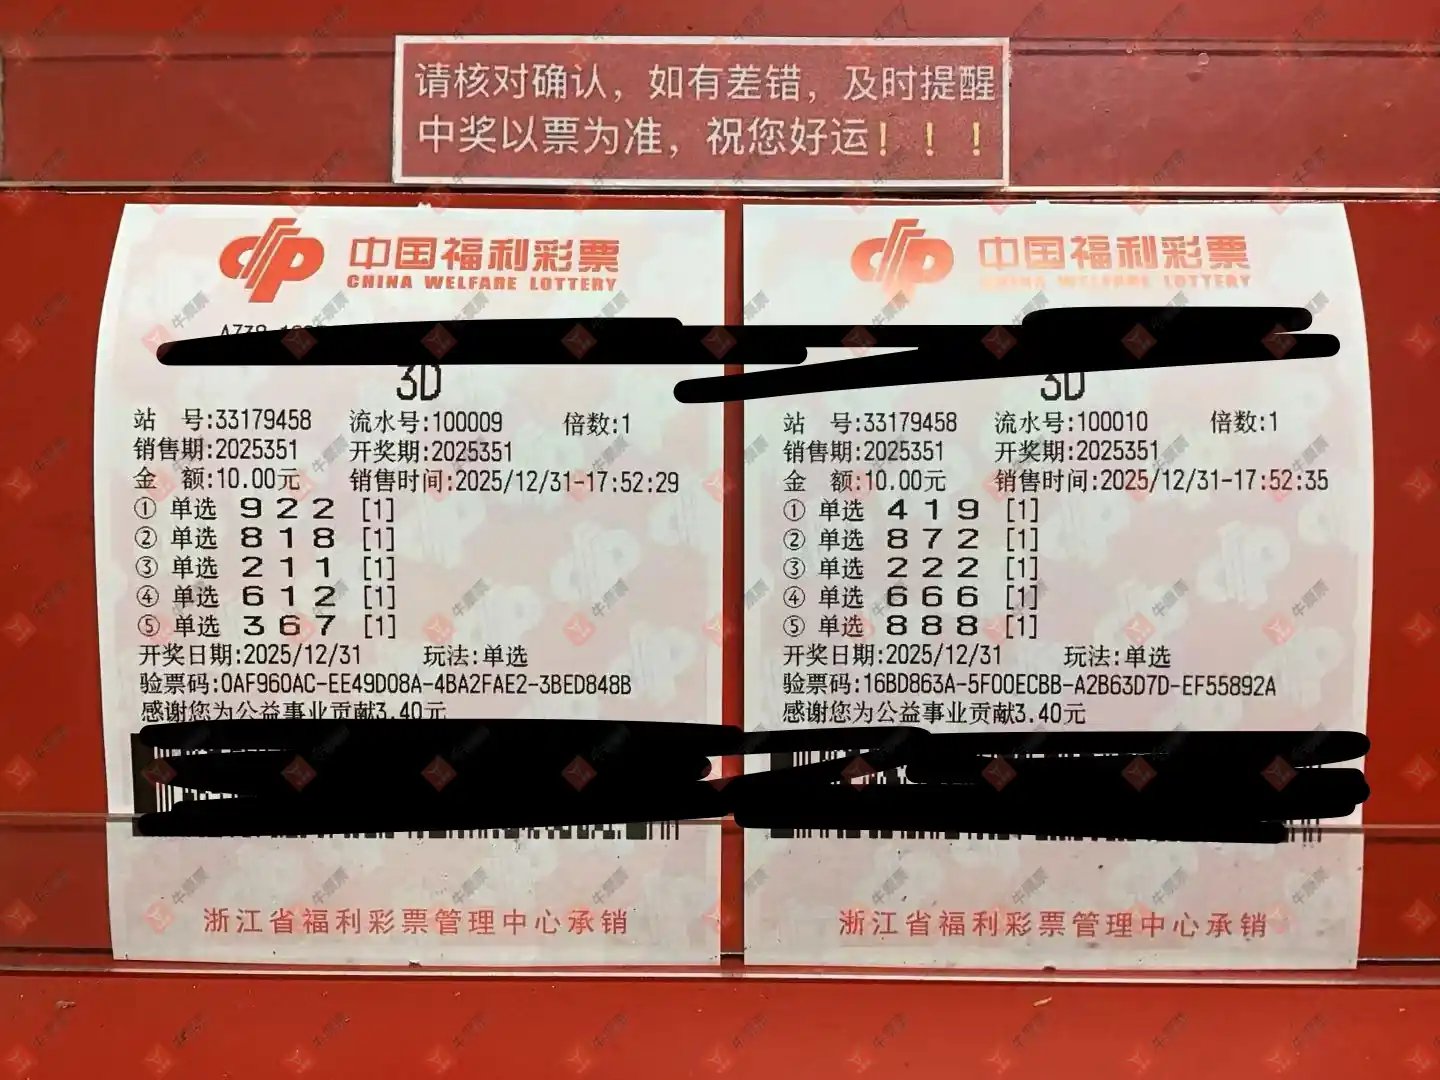 请核对确认，如有差错，及时提醒
中奖以票为准，祝您好运！！！
中国福利彩票
CHINA WELFARE LOTTERY
3D
站 号:33179458 流水号:100009 倍数:1
销售期:2025351 开奖期:2025351
金 额:10.00元 销售时间:2025/12/31-17:52:29
① 单选 9 2 2 [1]
② 单选 8 1 8 [1]
③ 单选 2 1 1 [1]
④ 单选 6 1 2 [1]
⑤ 单选 3 6 7 [1]
开奖日期:2025/12/31 玩法:单选
验票码:0AF960AC-EE49D08A-4BA2FAE2-3BED848B
感谢您为公益事业贡献3.40元
浙江省福利彩票管理中心承销
中国福利彩票
CHINA WELFARE LOTTERY
3D
站 号:33179458 流水号:100010 倍数:1
销售期:2025351 开奖期:2025351
金 额:10.00元 销售时间:2025/12/31-17:52:35
① 单选 4 1 9 [1]
② 单选 8 7 2 [1]
③ 单选 2 2 2 [1]
④ 单选 6 6 6 [1]
⑤ 单选 8 8 8 [1]
开奖日期:2025/12/31 玩法:单选
验票码:16BD863A-5F00ECBB-A2B63D7D-EF55892A
感谢您为公益事业贡献3.40元
浙江省福利彩票管理中心承销